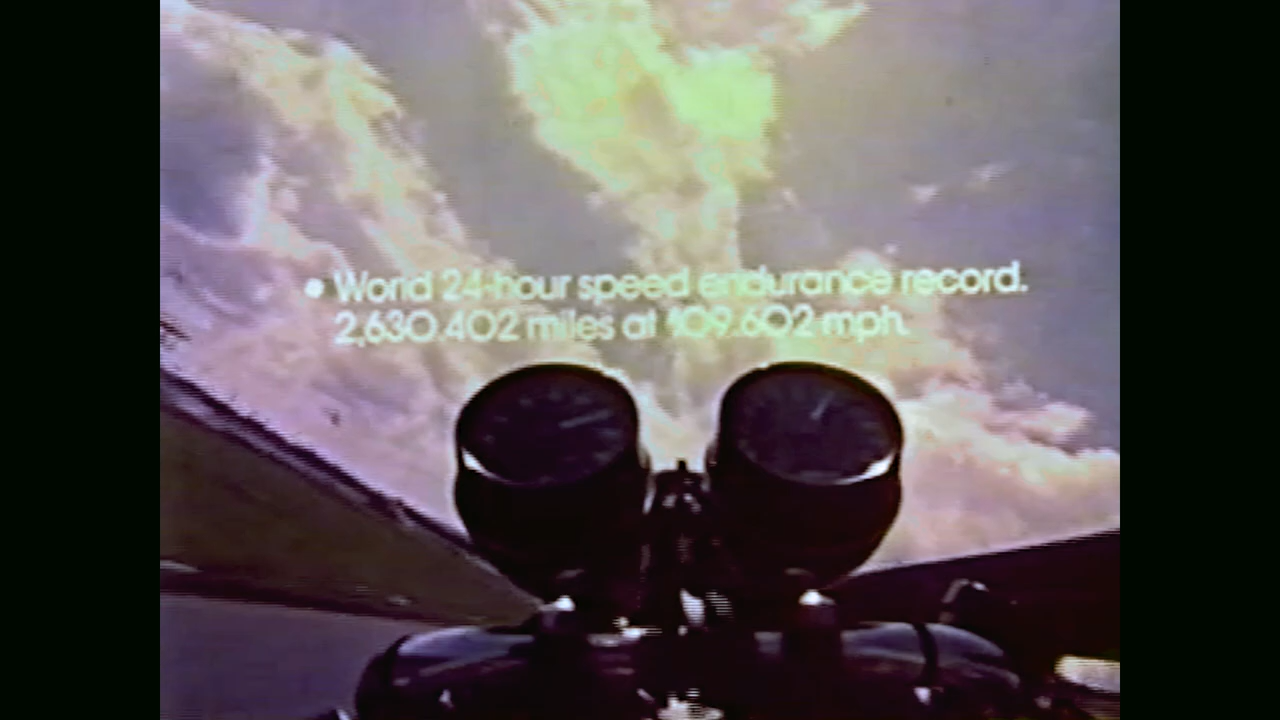 • World 24-hour speed endurance record.
2,630.402 miles at 109.602 mph.